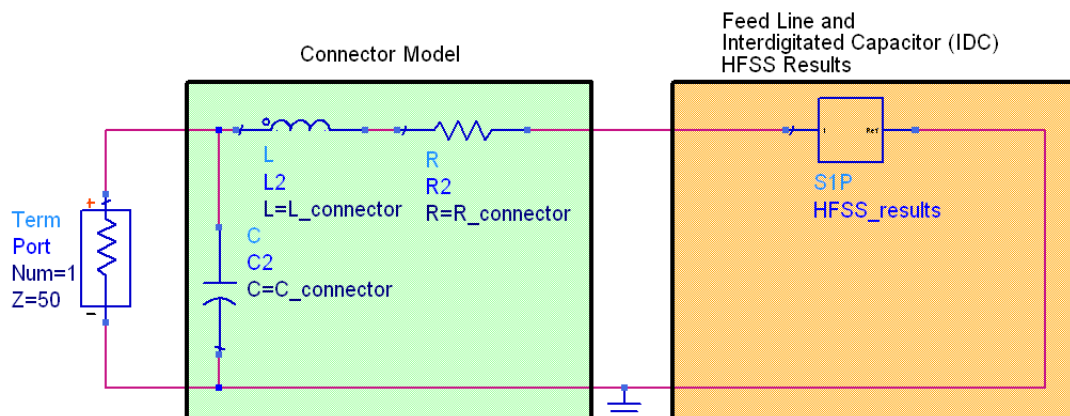 Connector Model
Feed Line and
Interdigitated Capacitor (IDC)
HFSS Results
+
Term
Port
Num=1
Z=50
-
L
L2
L=L_connector
R
R2
R=R_connector
C
C2
C=C_connector
1
Ref
S1P
HFSS_results